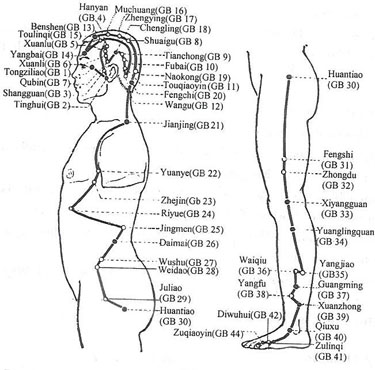 Hanyan
(GB 4)
Muchuang(GB 16)
Zhengying(GB 17)
Chengling(GB 18)
Shuaigu(GB 8)
Benshen(GB 13)
Toulinqi(GB 15)
Xuanlu(GB 5)
Yangbai(GB 14)
Xuanli(GB 6)
Tongziliao(GB 1)
Qubin(GB 7)
Shangguan(GB 3)
Tinghui(GB 2)
Tianchong(GB 9)
Fubai(GB 10)
Naokong(GB 19)
Touqiaoyin(GB 11)
Fengchi(GB 20)
Wangu(GB 12)
Jianjing(GB 21)
Yuanye(GB 22)
Zhejin(Gb 23)
Riyue(GB 24)
Jingmen(GB 25)
Daimai(GB 26)
Wushu(GB 27)
Weidao(GB 28)
Juliao
(GB 29)
Huantiao
(GB 30)
Huantiao
(GB 30)
Fengshi
(GB 31)
Zhongdu
(GB 32)
Xiyangguan
(GB 33)
Yuanglingquan
(GB 34)
Waiqiu
(GB 36)
Yangjiao
(GB35)
Yangfu
(GB 38)
Guangming
(GB 37)
Xuanzhong
(GB 39)
Diwuhui(GB 42)
Zuqiaoyin(GB 44)
Qiuxu
(GB 40)
Zulinqi
(GB 41)